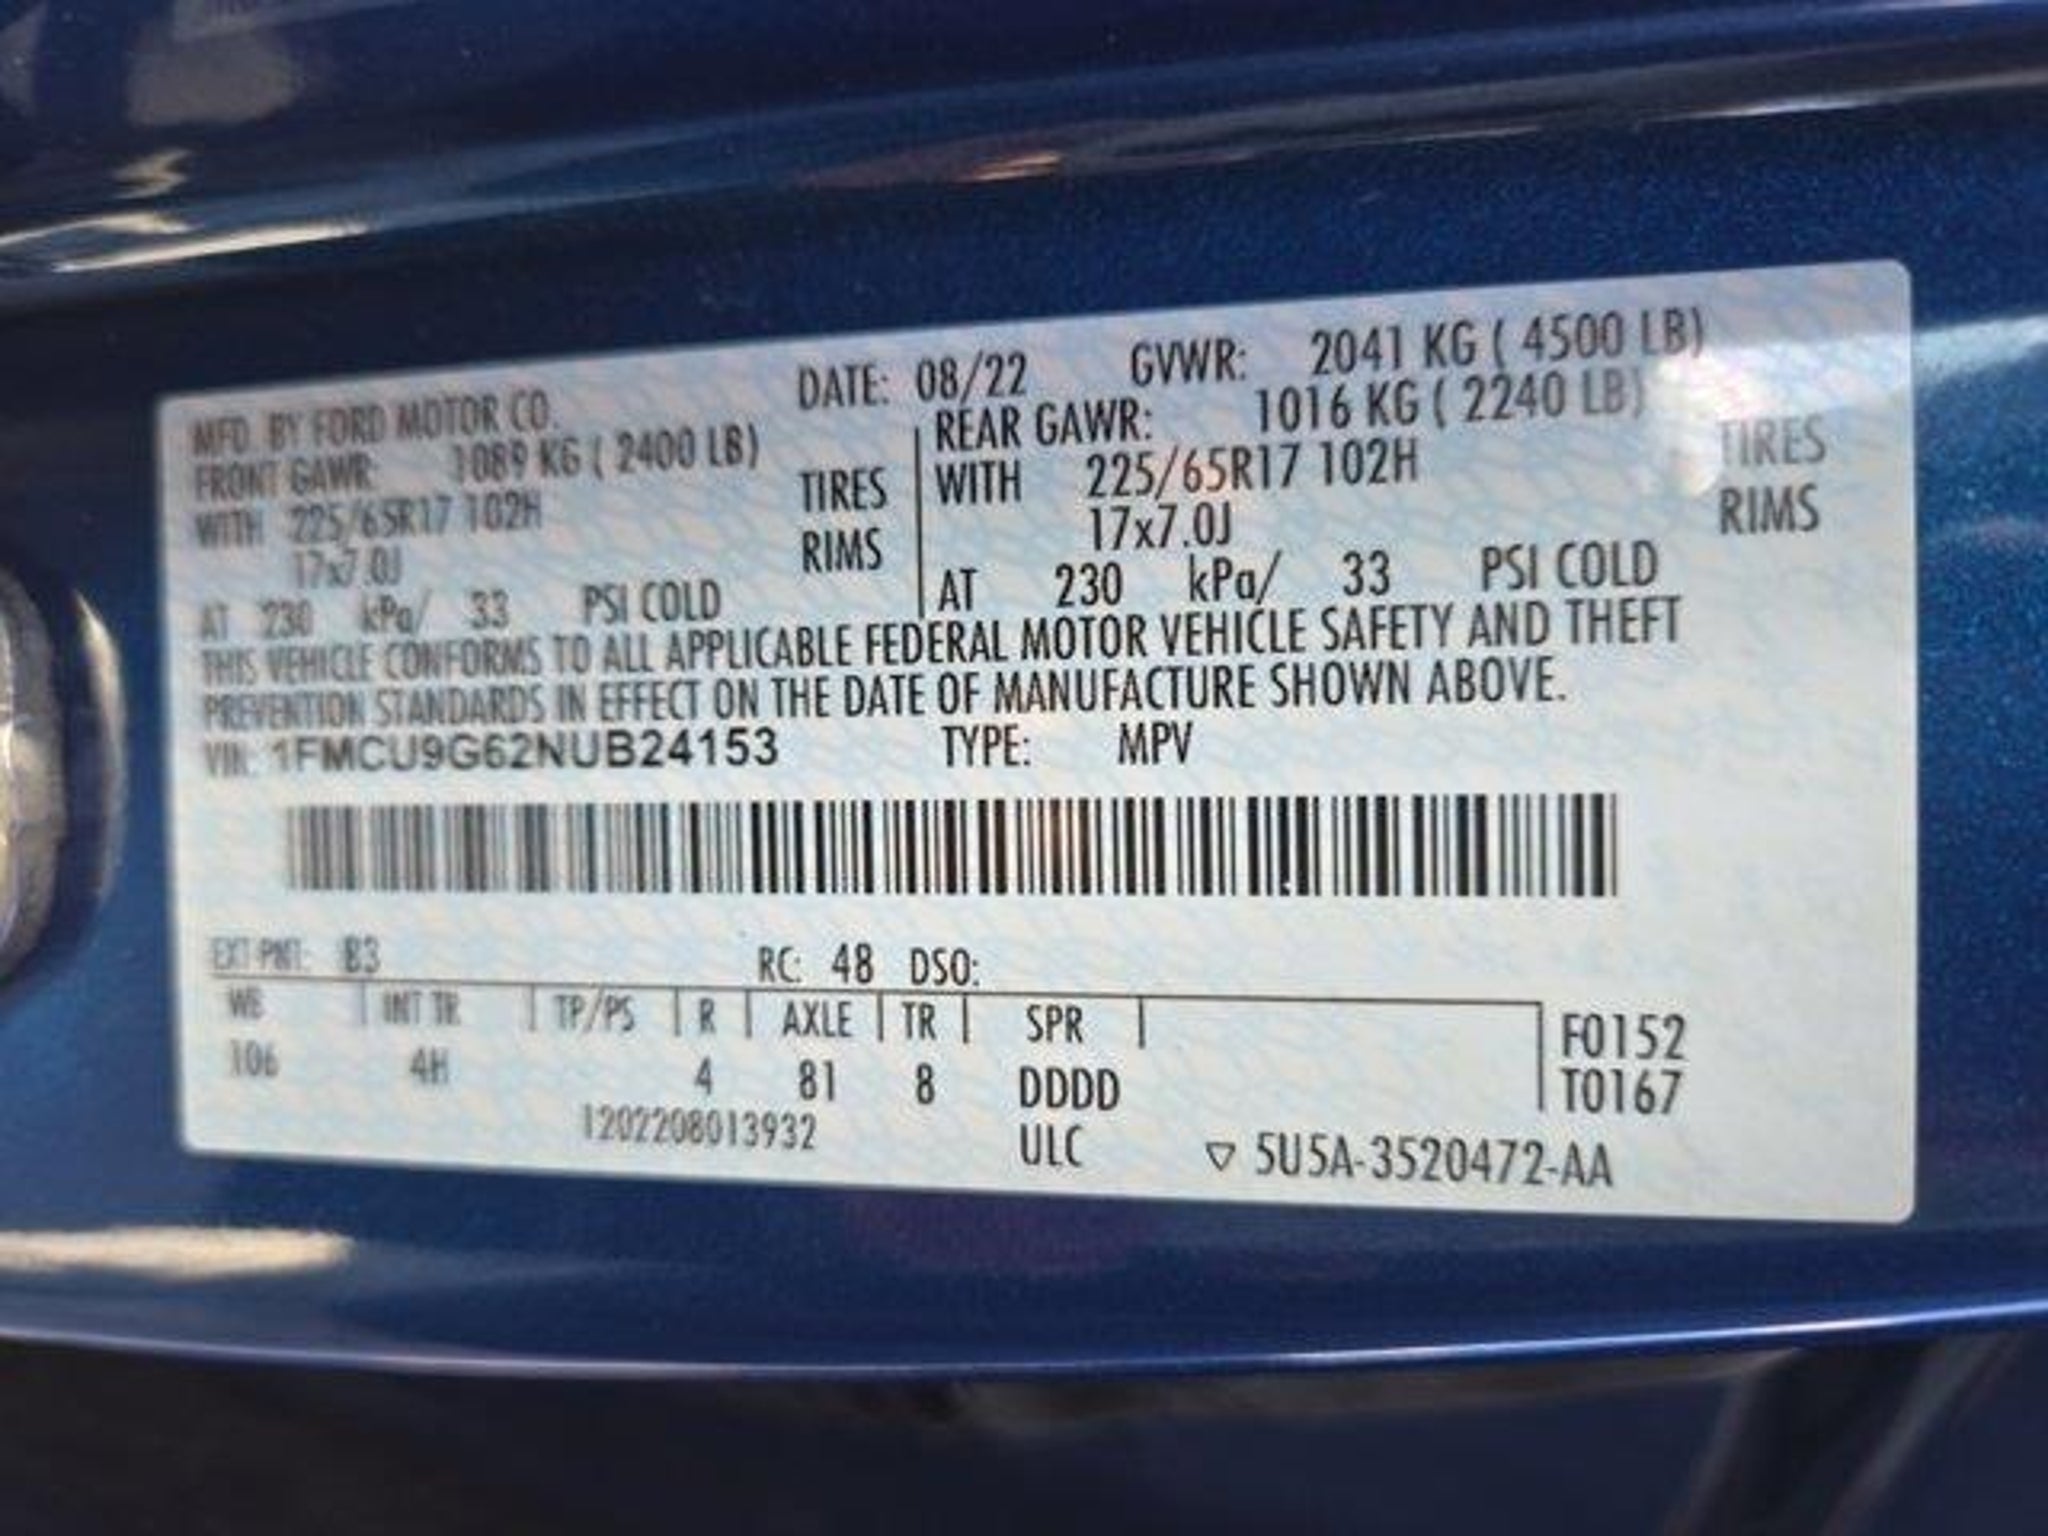 MFD. BY FORD MOTOR CO. DATE: 08/22 GVWR: 2041 KG ( 4500 LB)
FRONT GAWR: 1089 KG ( 2400 LB) REAR GAWR: 1016 KG ( 2240 LB)
WITH 225/65R17 102H TIRES WITH 225/65R17 102H TIRES
17x7.0J RIMS 17x7.0J RIMS
AT 230 kPa/ 33 PSI COLD AT 230 kPa/ 33 PSI COLD
THIS VEHICLE CONFORMS TO ALL APPLICABLE FEDERAL MOTOR VEHICLE SAFETY AND THEFT
PREVENTION STANDARDS IN EFFECT ON THE DATE OF MANUFACTURE SHOWN ABOVE.
VIN: 1FMCU9G62NUB24153 TYPE: MPV
EXT PNT: B3 RC: 48 DSO:
WB INT TR TP/PS R AXLE TR SPR F0152
106 4H 4 81 8 DDDD T0167
1202208013932 ULC ▽ 5U5A-3520472-AA